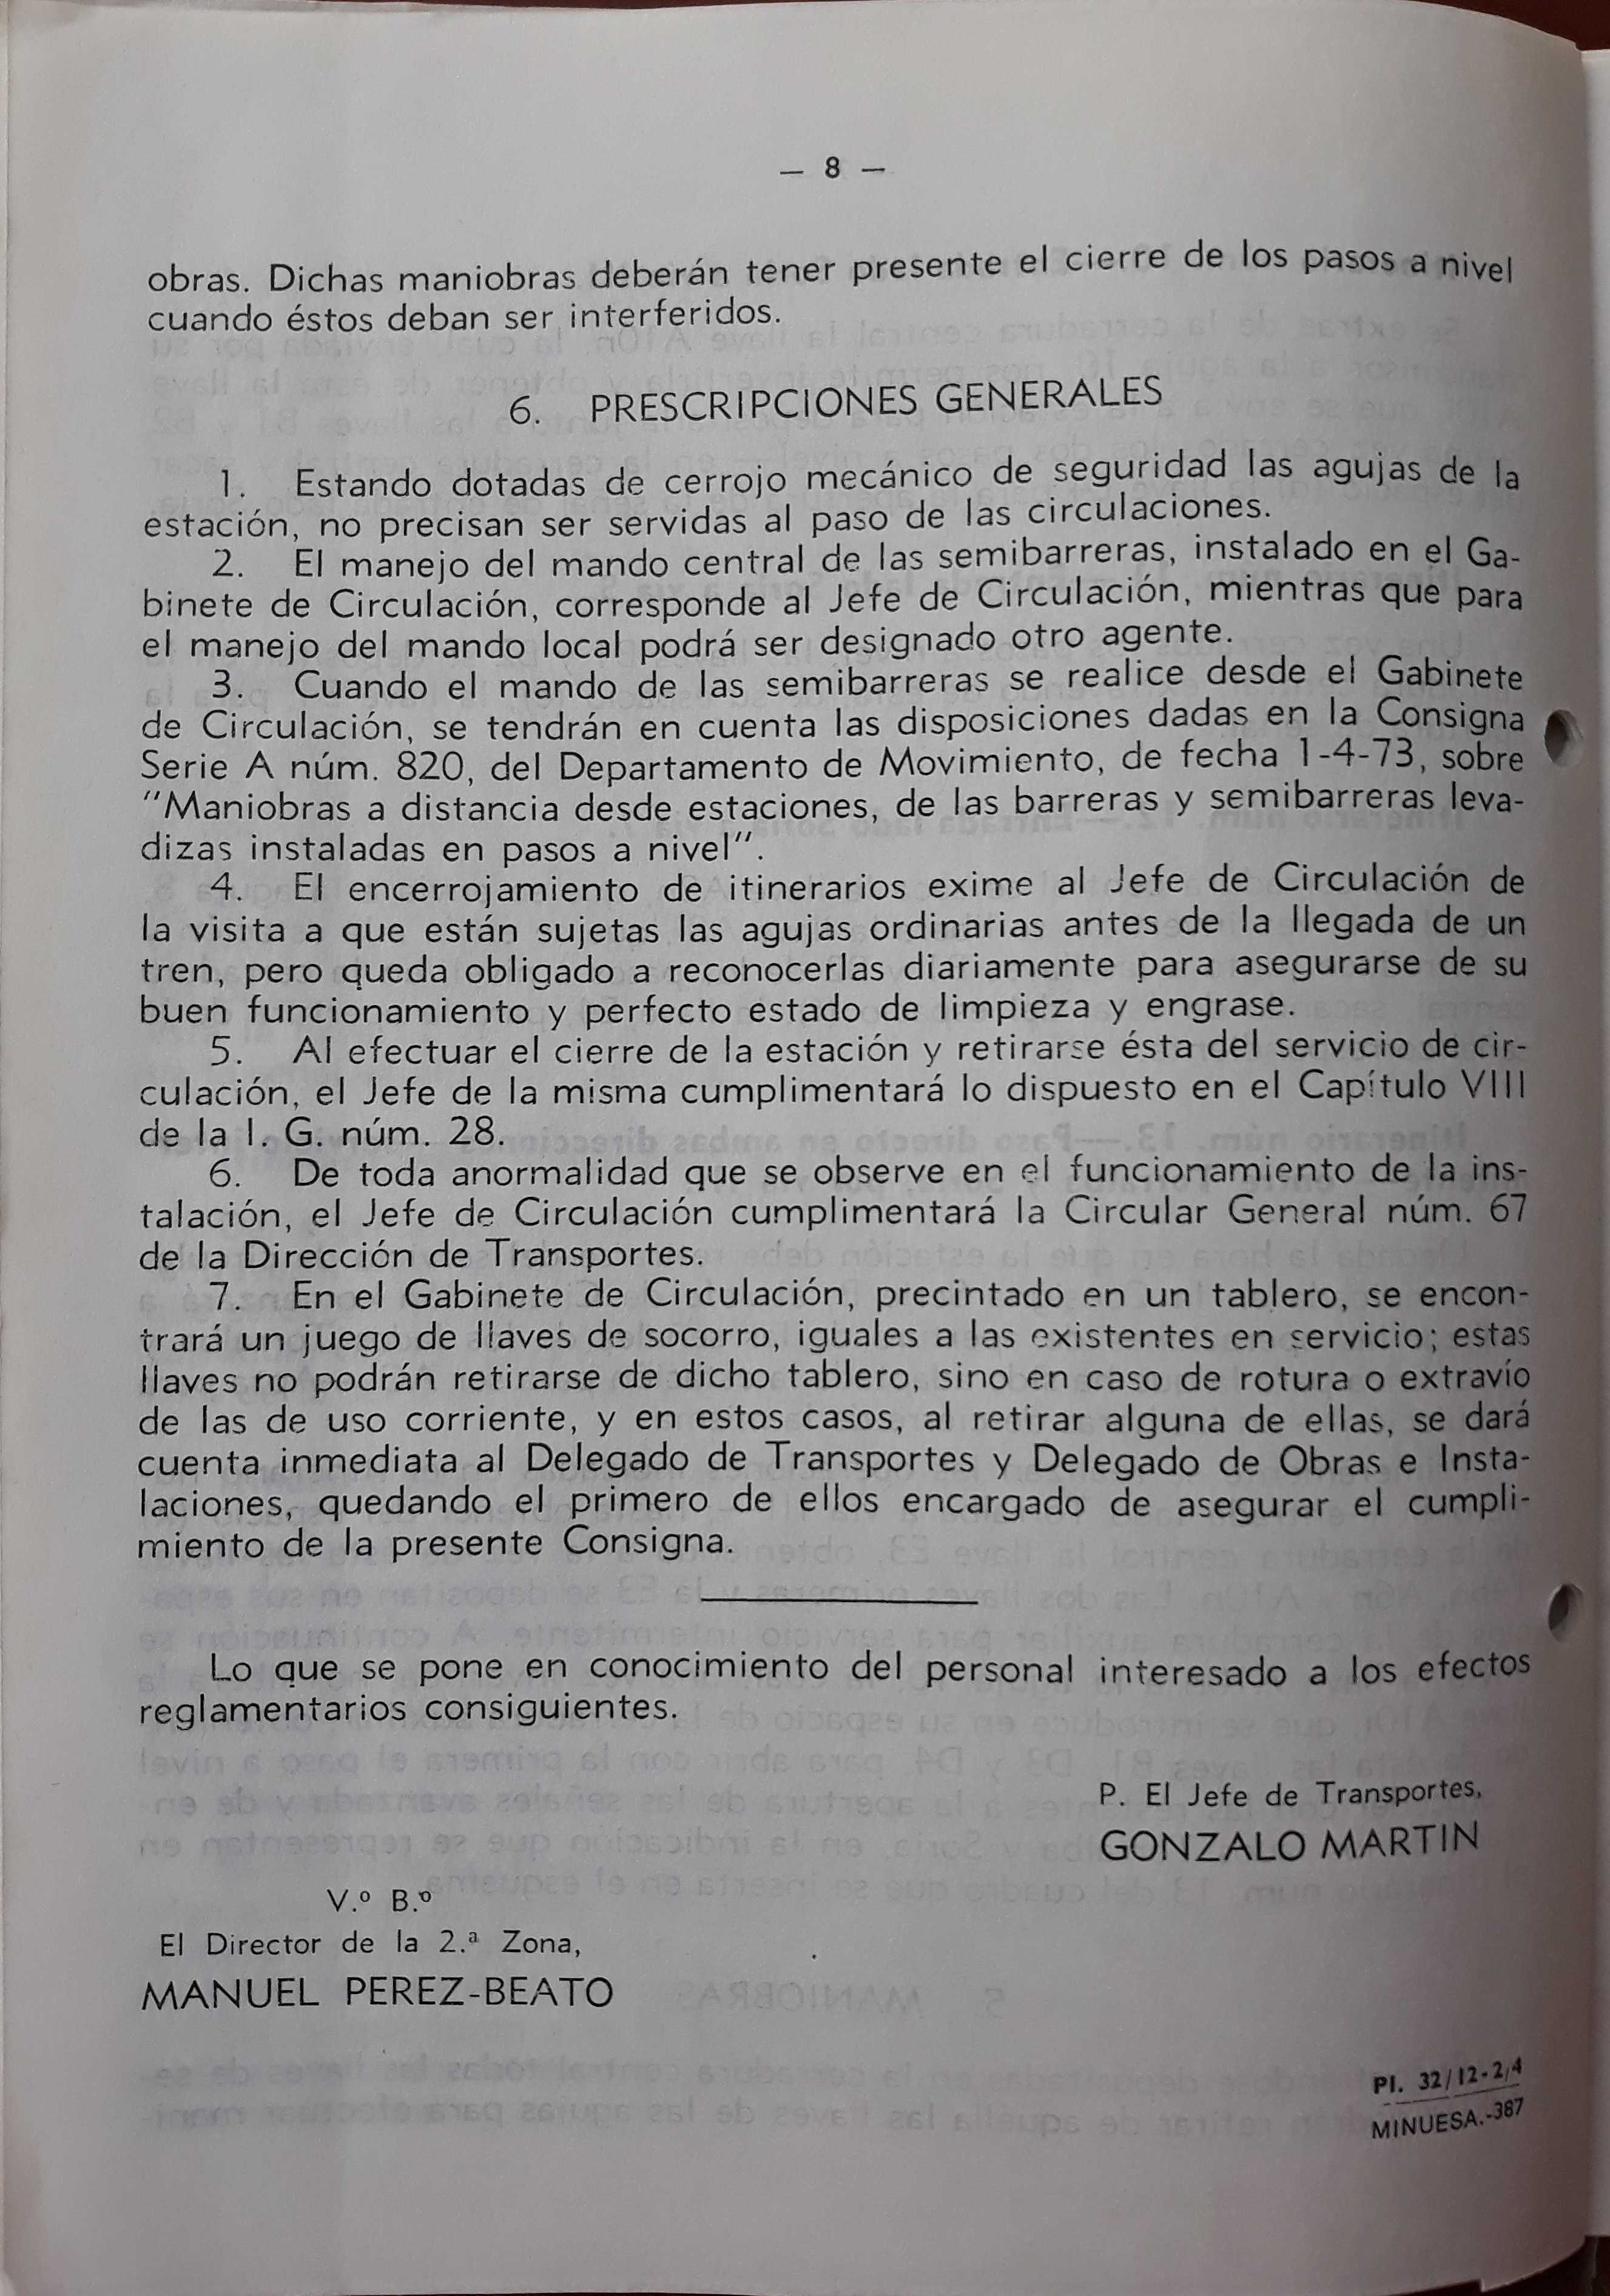 — 8 —
obras. Dichas maniobras deberán tener presente el cierre de los pasos a nivel
cuando éstos deban ser interferidos.
6. PRESCRIPCIONES GENERALES
1. Estando dotadas de cerrojo mecánico de seguridad las agujas de la
estación, no precisan ser servidas al paso de las circulaciones.
2. El manejo del mando central de las semibarreras, instalado en el Ga-
binete de Circulación, corresponde al Jefe de Circulación, mientras que para
el manejo del mando local podrá ser designado otro agente.
3. Cuando el mando de las semibarreras se realice desde el Gabinete
de Circulación, se tendrán en cuenta las disposiciones dadas en la Consigna
Serie A núm. 820, del Departamento de Movimiento, de fecha 1-4-73, sobre
"Maniobras a distancia desde estaciones, de las barreras y semibarreras leva-
dizas instaladas en pasos a nivel".
4. El encerrojamiento de itinerarios exime al Jefe de Circulación de
la visita a que están sujetas las agujas ordinarias antes de la llegada de un
tren, pero queda obligado a reconocerlas diariamente para asegurarse de su
buen funcionamiento y perfecto estado de limpieza y engrase.
5. Al efectuar el cierre de la estación y retirarse ésta del servicio de cir-
culación, el Jefe de la misma cumplimentará lo dispuesto en el Capítulo VIII
de la I. G. núm. 28.
6. De toda anormalidad que se observe en el funcionamiento de la ins-
talación, el Jefe de Circulación cumplimentará la Circular General núm. 67
de la Dirección de Transportes.
7. En el Gabinete de Circulación, precintado en un tablero, se encon-
trará un juego de llaves de socorro, iguales a las existentes en servicio; estas
llaves no podrán retirarse de dicho tablero, sino en caso de rotura o extravío
de las de uso corriente, y en estos casos, al retirar alguna de ellas, se dará
cuenta inmediata al Delegado de Transportes y Delegado de Obras e Insta-
laciones, quedando el primero de ellos encargado de asegurar el cumpli-
miento de la presente Consigna.
Lo que se pone en conocimiento del personal interesado a los efectos
reglamentarios consiguientes.
P. El Jefe de Transportes,
GONZALO MARTIN
V.º B.º
El Director de la 2.ª Zona,
MANUEL PEREZ-BEATO
PI. 32/12-2/4
MINUESA.-387